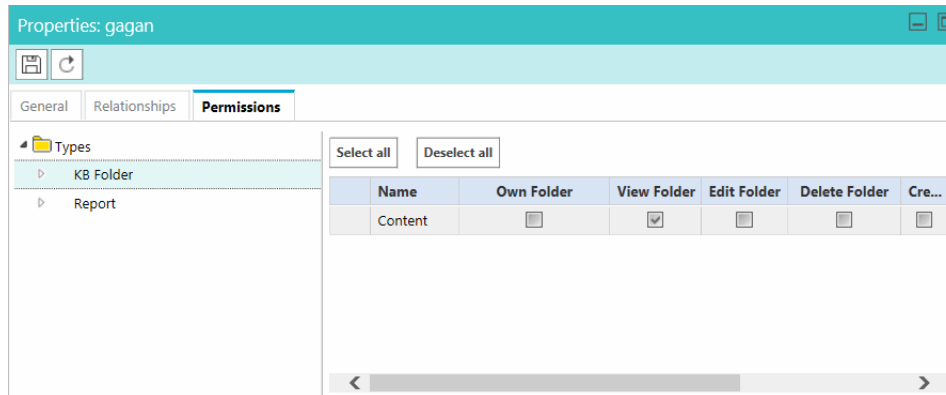 Properties: gagan
General Relationships Permissions
Types
KB Folder
Report
Select all Deselect all
Name Own Folder View Folder Edit Folder Delete Folder Cre...
Content